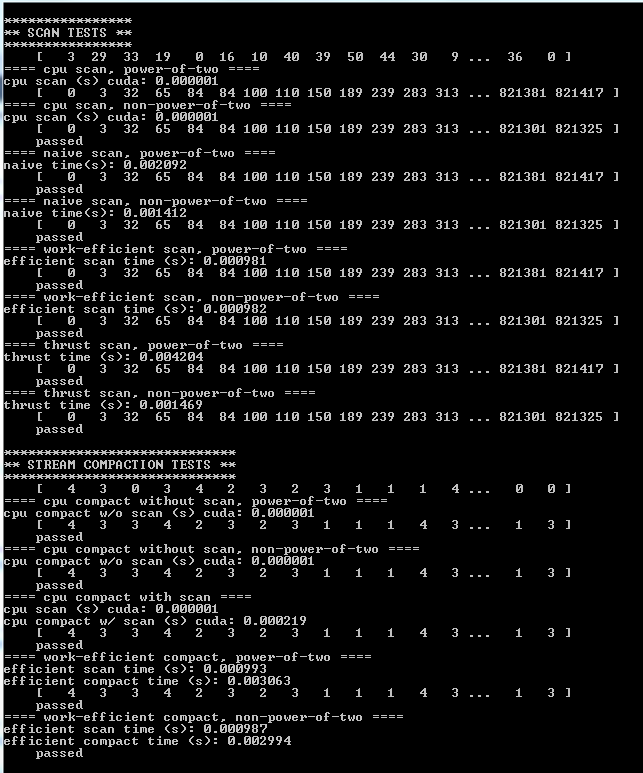 ****************
** SCAN TESTS **
****************
    [   3  29  33  19   0  16  10  40  39  50  44  30   9 ...  36   0 ]
==== cpu scan, power-of-two ====
cpu scan (s) cuda: 0.000001
    [   0   3  32  65  84  84 100 110 150 189 239 283 313 ... 821381 821417 ]
==== cpu scan, non-power-of-two ====
cpu scan (s) cuda: 0.000001
    [   0   3  32  65  84  84 100 110 150 189 239 283 313 ... 821301 821325 ]
    passed
==== naive scan, power-of-two ====
naive time(s): 0.002092
    [   0   3  32  65  84  84 100 110 150 189 239 283 313 ... 821381 821417 ]
    passed
==== naive scan, non-power-of-two ====
naive time(s): 0.001412
    [   0   3  32  65  84  84 100 110 150 189 239 283 313 ... 821301 821325 ]
    passed
==== work-efficient scan, power-of-two ====
efficient scan time (s): 0.000981
    [   0   3  32  65  84  84 100 110 150 189 239 283 313 ... 821381 821417 ]
    passed
==== work-efficient scan, non-power-of-two ====
efficient scan time (s): 0.000982
    [   0   3  32  65  84  84 100 110 150 189 239 283 313 ... 821301 821325 ]
    passed
==== thrust scan, power-of-two ====
thrust time (s): 0.004204
    [   0   3  32  65  84  84 100 110 150 189 239 283 313 ... 821381 821417 ]
    passed
==== thrust scan, non-power-of-two ====
thrust time (s): 0.001469
    [   0   3  32  65  84  84 100 110 150 189 239 283 313 ... 821301 821325 ]
    passed

*****************************
** STREAM COMPACTION TESTS **
*****************************
    [   4   3   0   3   4   2   3   2   3   1   1   1   4 ...   0   0 ]
==== cpu compact without scan, power-of-two ====
cpu compact w/o scan (s) cuda: 0.000001
    [   4   3   3   4   2   3   2   3   1   1   1   4   3 ...   1   3 ]
    passed
==== cpu compact without scan, non-power-of-two ====
cpu compact w/o scan (s) cuda: 0.000001
    [   4   3   3   4   2   3   2   3   1   1   1   4   3 ...   1   3 ]
    passed
==== cpu compact with scan ====
cpu scan (s) cuda: 0.000001
cpu compact w/ scan (s) cuda: 0.000219
    [   4   3   3   4   2   3   2   3   1   1   1   4   3 ...   1   3 ]
    passed
==== work-efficient compact, power-of-two ====
efficient scan time (s): 0.000993
efficient compact time (s): 0.003063
    [   4   3   3   4   2   3   2   3   1   1   1   4   3 ...   1   3 ]
    passed
==== work-efficient compact, non-power-of-two ====
efficient scan time (s): 0.000987
efficient compact time (s): 0.002994
    passed